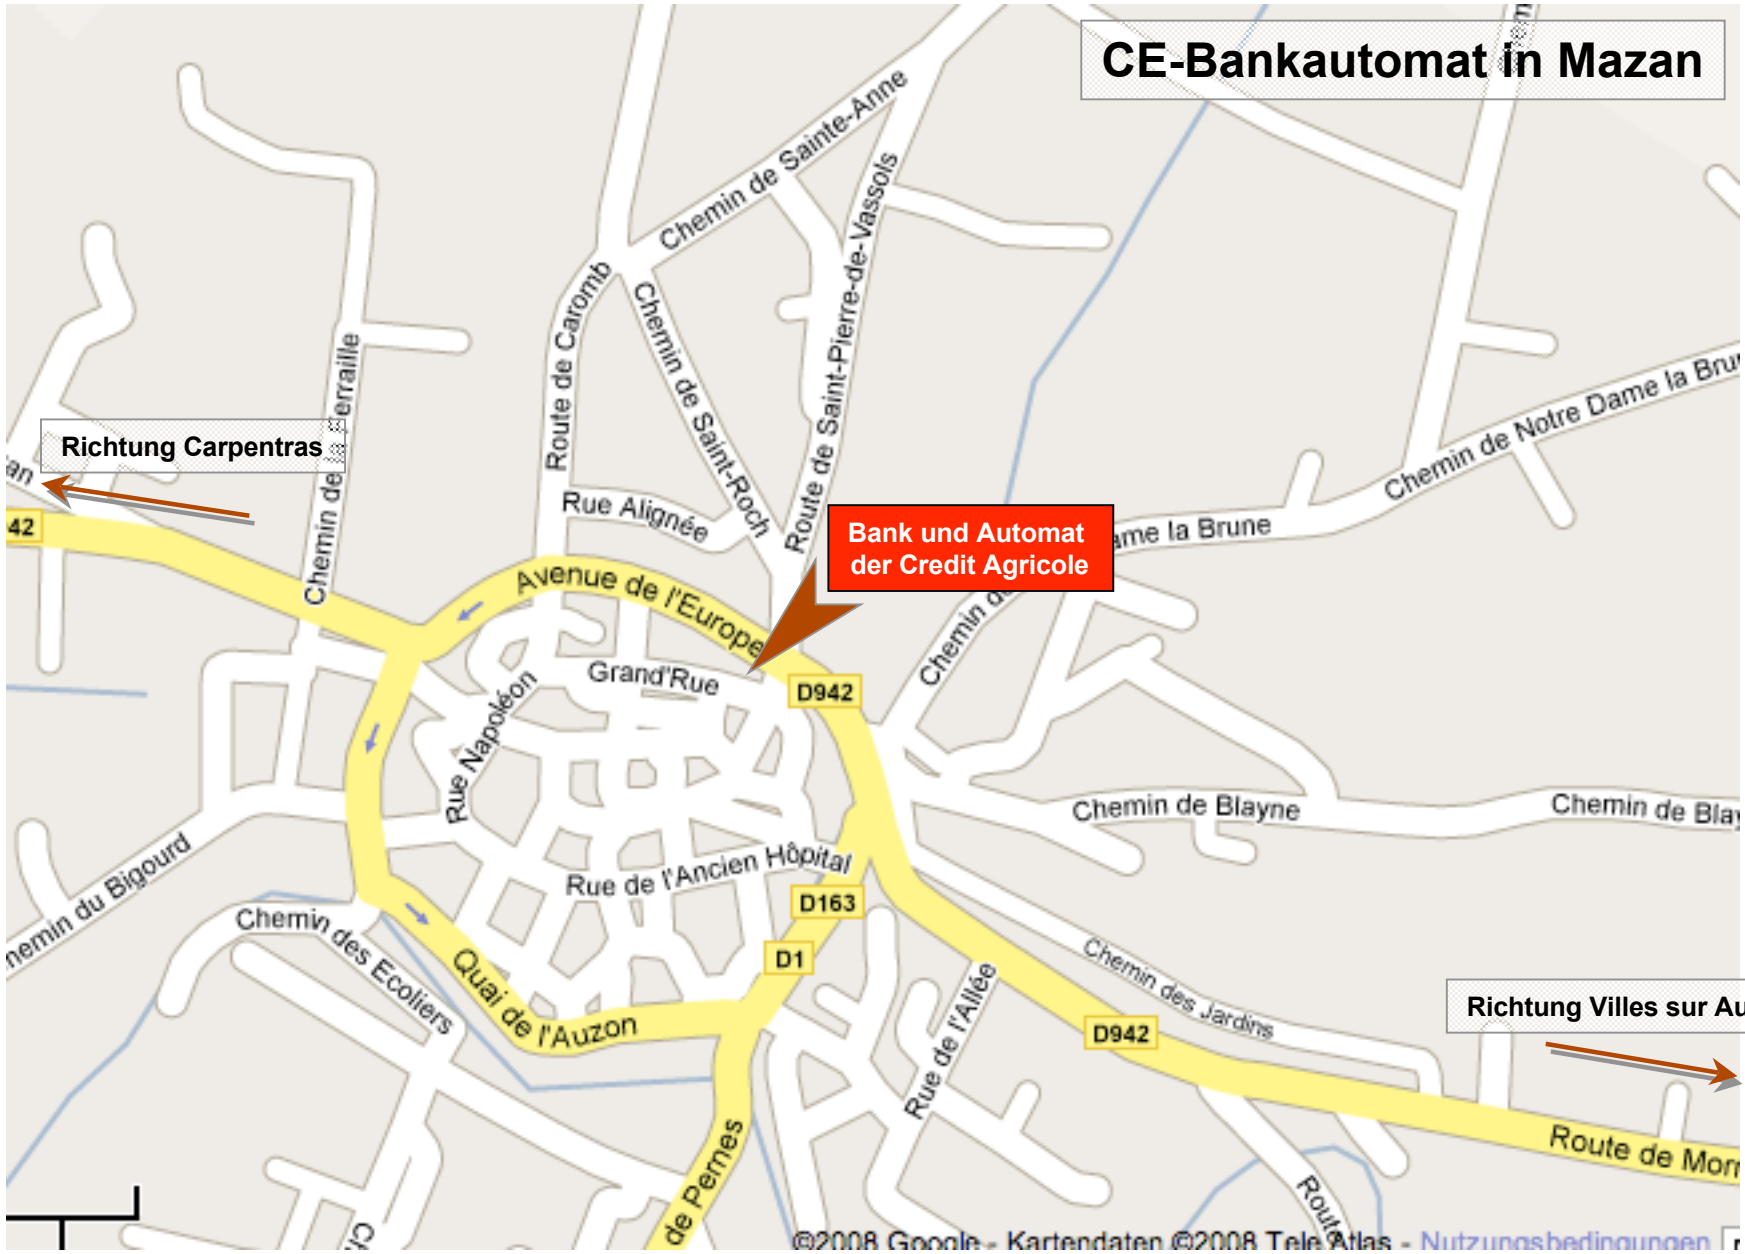 CE-Bankautomat in Mazan
Chemin de Sainte-Anne
Route de Saint-Pierre-de-Vassols
Route de Caromb
Chemin de Saint-Roch
Chemin de Notre Dame la Bru
Richtung Carpentras
Rue Alignée
Bank und Automat
der Credit Agricole
ame la Brune
42
Avenue de l'Europe
Grand'Rue
D942
Rue Napoléon
Chemin de Blayne
Chemin de Blay
Rue de l'Ancien Hôpital
D163
D1
hemin du Bigourd
Chemin des Ecoliers
Quai de l'Auzon
Chemin des Jardins
Rue de l'Allée
D942
Richtung Villes sur Au
Route de Morm
de Pernes
Route
©2008 Google - Kartendaten ©2008 Tele Atlas - Nutzungsbedingungen